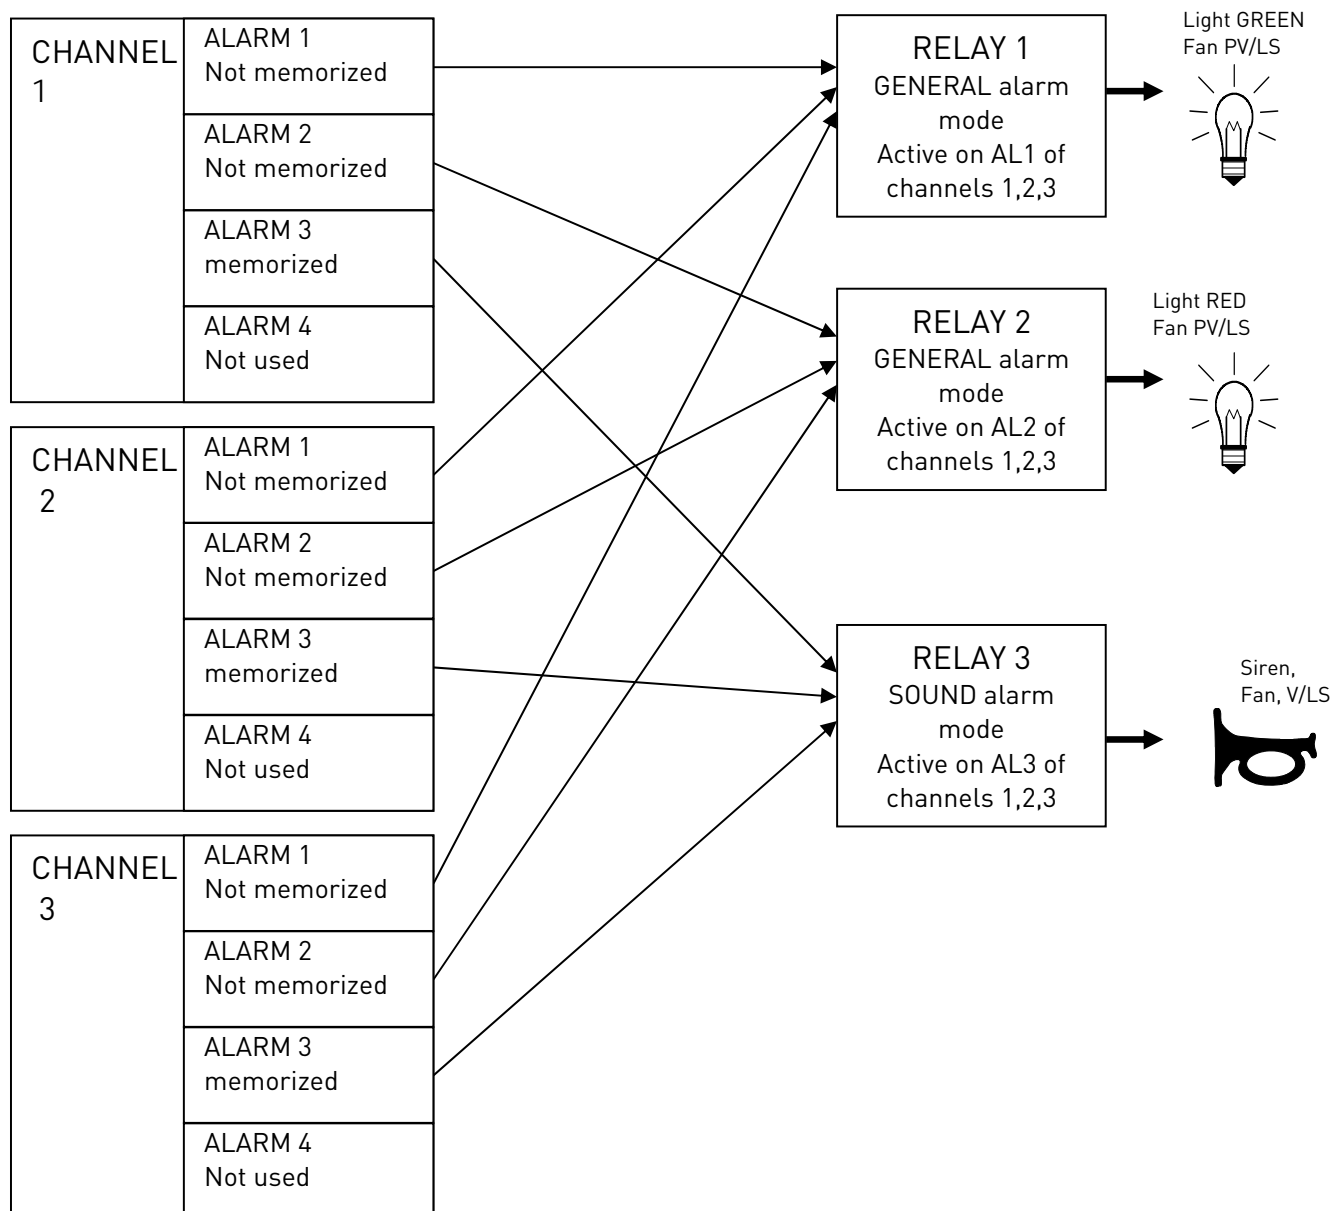 CHANNEL
1
ALARM 1
Not memorized
ALARM 2
Not memorized
ALARM 3
memorized
ALARM 4
Not used
CHANNEL
2
ALARM 1
Not memorized
ALARM 2
Not memorized
ALARM 3
memorized
ALARM 4
Not used
CHANNEL
3
ALARM 1
Not memorized
ALARM 2
Not memorized
ALARM 3
memorized
ALARM 4
Not used
RELAY 1
GENERAL alarm
mode
Active on AL1 of
channels 1,2,3
Light GREEN
Fan PV/LS
RELAY 2
GENERAL alarm
mode
Active on AL2 of
channels 1,2,3
Light RED
Fan PV/LS
RELAY 3
SOUND alarm
mode
Active on AL3 of
channels 1,2,3
Siren,
Fan, V/LS